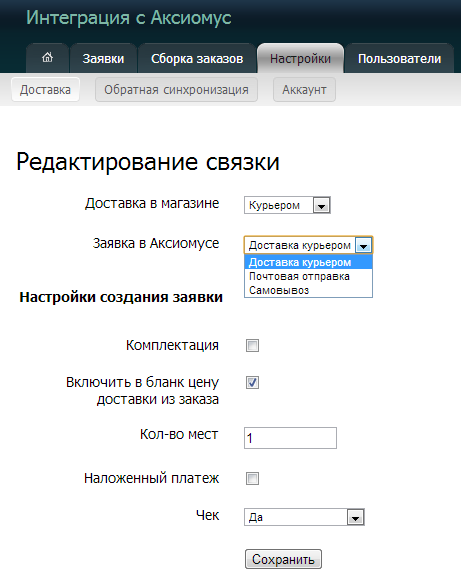 Интеграция с Аксиомус
Заявки Сборка заказов Настройки Пользователи
Доставка Обратная синхронизация Аккаунт
Редактирование связки
Доставка в магазине Курьером
Заявка в Аксиомусе Доставка курьером
Доставка курьером
Почтовая отправка
Самовывоз
Настройки создания заявки
Комплектация
Включить в бланк цену
доставки из заказа
Кол-во мест 1
Наложенный платеж
Чек Да
Сохранить